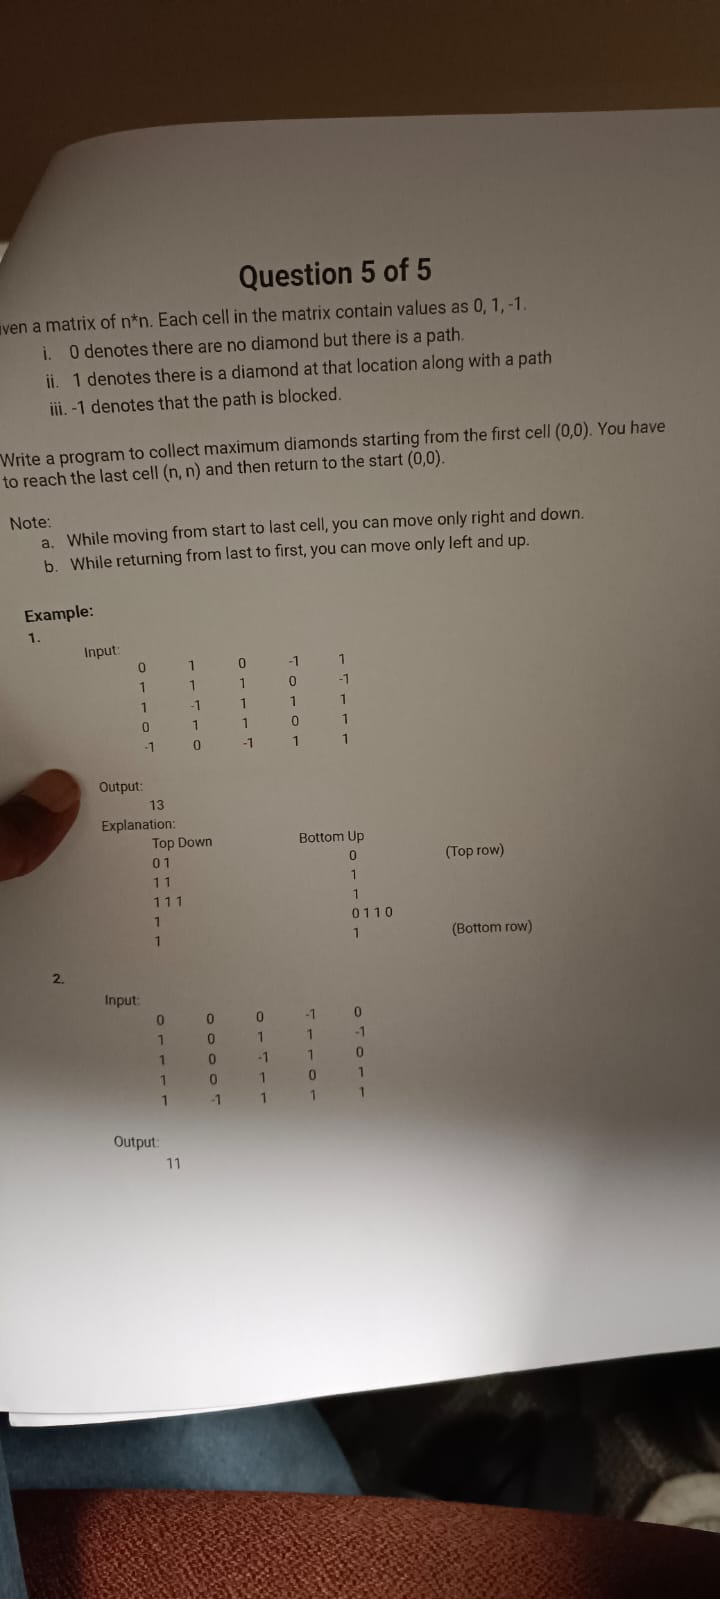 Question 5 of 5
ven a matrix of n*n. Each cell in the matrix contain values as 0, 1, -1.
i. 0 denotes there are no diamond but there is a path.
ii. 1 denotes there is a diamond at that location along with a path
iii. -1 denotes that the path is blocked.
Write a program to collect maximum diamonds starting from the first cell (0,0). You have
to reach the last cell (n, n) and then return to the start (0,0).
Note:
a. While moving from start to last cell, you can move only right and down.
b. While returning from last to first, you can move only left and up.
Example:
1.
Input:
0 1 0 -1 1
1 1 1 0 -1
1 -1 1 1 1
0 1 1 0 1
-1 0 -1 1 1
Output:
13
Explanation:
Top Down Bottom Up
0 1 0 (Top row)
1 1 1
1 1 1 1
1 0 1 1 0
1 1 (Bottom row)
2.
Input:
0 0 0 -1 0
1 0 1 1 -1
1 0 -1 1 0
1 0 1 0 1
1 -1 1 1 1
Output:
11